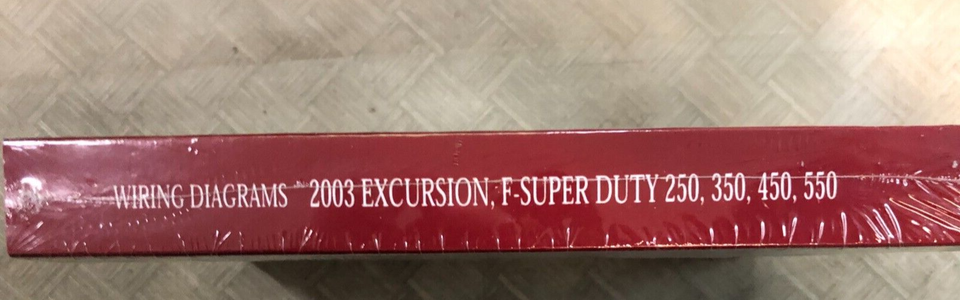 WIRING DIAGRAMS 2003 EXCURSION, F-SUPER DUTY 250, 350, 450, 550